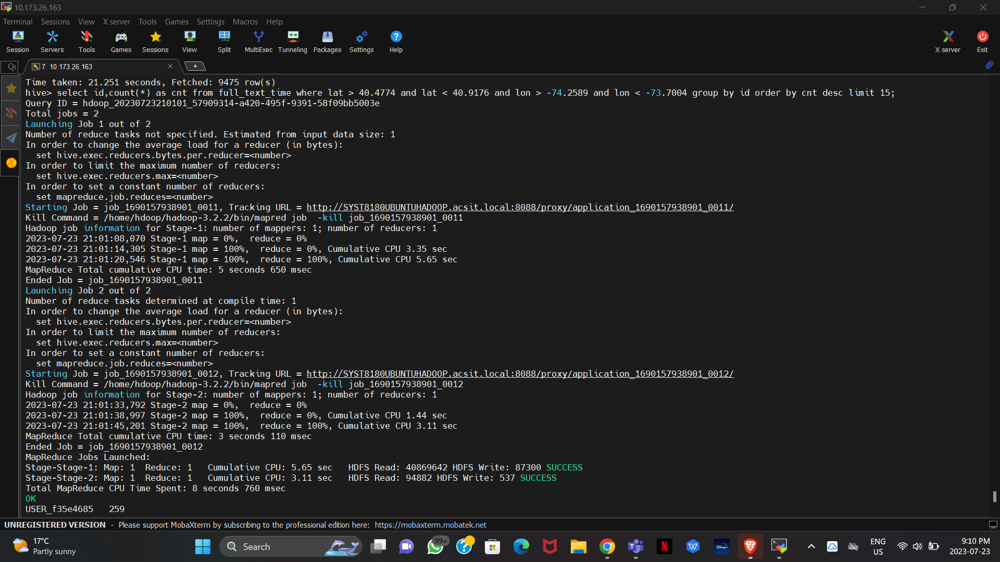 10.173.26.163
Terminal Sessions View X server Tools Games Settings Macros Help
Session Servers Tools Games Sessions View Split MultiExec Tunneling Packages Settings Help X server Exit
7. 10.173.26.163
Time taken: 21.251 seconds, Fetched: 9475 row(s)
hive> select id,count(*) as cnt from full_text_time where lat > 40.4774 and lat < 40.9176 and lon > -74.2589 and lon < -73.7004 group by id order by cnt desc limit 15;
Query ID = hdoop_20230723210101_57909314-a420-495f-9391-58f09bb5003e
Total jobs = 2
Launching Job 1 out of 2
Number of reduce tasks not specified. Estimated from input data size: 1
In order to change the average load for a reducer (in bytes):
  set hive.exec.reducers.bytes.per.reducer=<number>
In order to limit the maximum number of reducers:
  set hive.exec.reducers.max=<number>
In order to set a constant number of reducers:
  set mapreduce.job.reduces=<number>
Starting Job = job_1690157938901_0011, Tracking URL = http://SYST8180UBUNTUHADOOP.acsit.local:8088/proxy/application_1690157938901_0011/
Kill Command = /home/hdoop/hadoop-3.2.2/bin/mapred job  -kill job_1690157938901_0011
Hadoop job information for Stage-1: number of mappers: 1; number of reducers: 1
2023-07-23 21:01:08,070 Stage-1 map = 0%,  reduce = 0%
2023-07-23 21:01:14,305 Stage-1 map = 100%,  reduce = 0%, Cumulative CPU 3.35 sec
2023-07-23 21:01:20,546 Stage-1 map = 100%,  reduce = 100%, Cumulative CPU 5.65 sec
MapReduce Total cumulative CPU time: 5 seconds 650 msec
Ended Job = job_1690157938901_0011
Launching Job 2 out of 2
Number of reduce tasks determined at compile time: 1
In order to change the average load for a reducer (in bytes):
  set hive.exec.reducers.bytes.per.reducer=<number>
In order to limit the maximum number of reducers:
  set hive.exec.reducers.max=<number>
In order to set a constant number of reducers:
  set mapreduce.job.reduces=<number>
Starting Job = job_1690157938901_0012, Tracking URL = http://SYST8180UBUNTUHADOOP.acsit.local:8088/proxy/application_1690157938901_0012/
Kill Command = /home/hdoop/hadoop-3.2.2/bin/mapred job  -kill job_1690157938901_0012
Hadoop job information for Stage-2: number of mappers: 1; number of reducers: 1
2023-07-23 21:01:33,792 Stage-2 map = 0%,  reduce = 0%
2023-07-23 21:01:38,997 Stage-2 map = 100%,  reduce = 0%, Cumulative CPU 1.44 sec
2023-07-23 21:01:45,201 Stage-2 map = 100%,  reduce = 100%, Cumulative CPU 3.11 sec
MapReduce Total cumulative CPU time: 3 seconds 110 msec
Ended Job = job_1690157938901_0012
MapReduce Jobs Launched:
Stage-Stage-1: Map: 1  Reduce: 1   Cumulative CPU: 5.65 sec   HDFS Read: 40869642 HDFS Write: 87300 SUCCESS
Stage-Stage-2: Map: 1  Reduce: 1   Cumulative CPU: 3.11 sec   HDFS Read: 94882 HDFS Write: 537 SUCCESS
Total MapReduce CPU Time Spent: 8 seconds 760 msec
OK
USER_f35e4685   259
UNREGISTERED VERSION - Please support MobaXterm by subscribing to the professional edition here: https://mobaxterm.mobatek.net
17°C
Partly sunny
Search
99+
Disney+
ENG
US
9:10 PM
2023-07-23